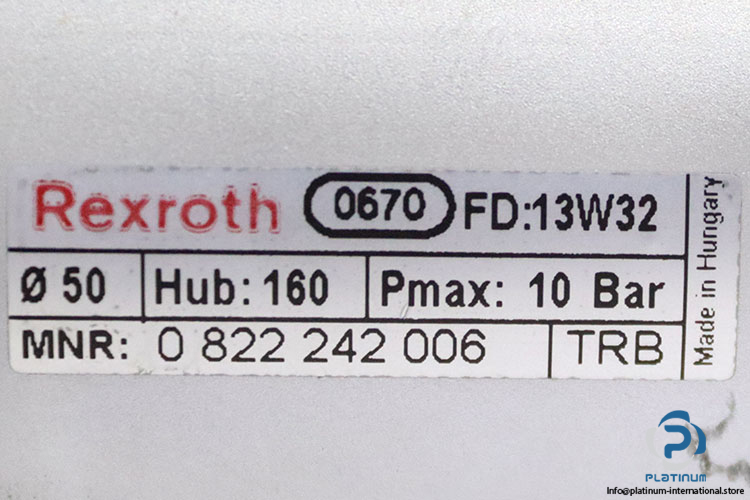 Rexroth 0670 FD:13W32
Ø 50 Hub: 160 Pmax: 10 Bar
MNR: 0 822 242 006 TRB
Made in Hungary
PLATINUM
Info@platinum-international.store